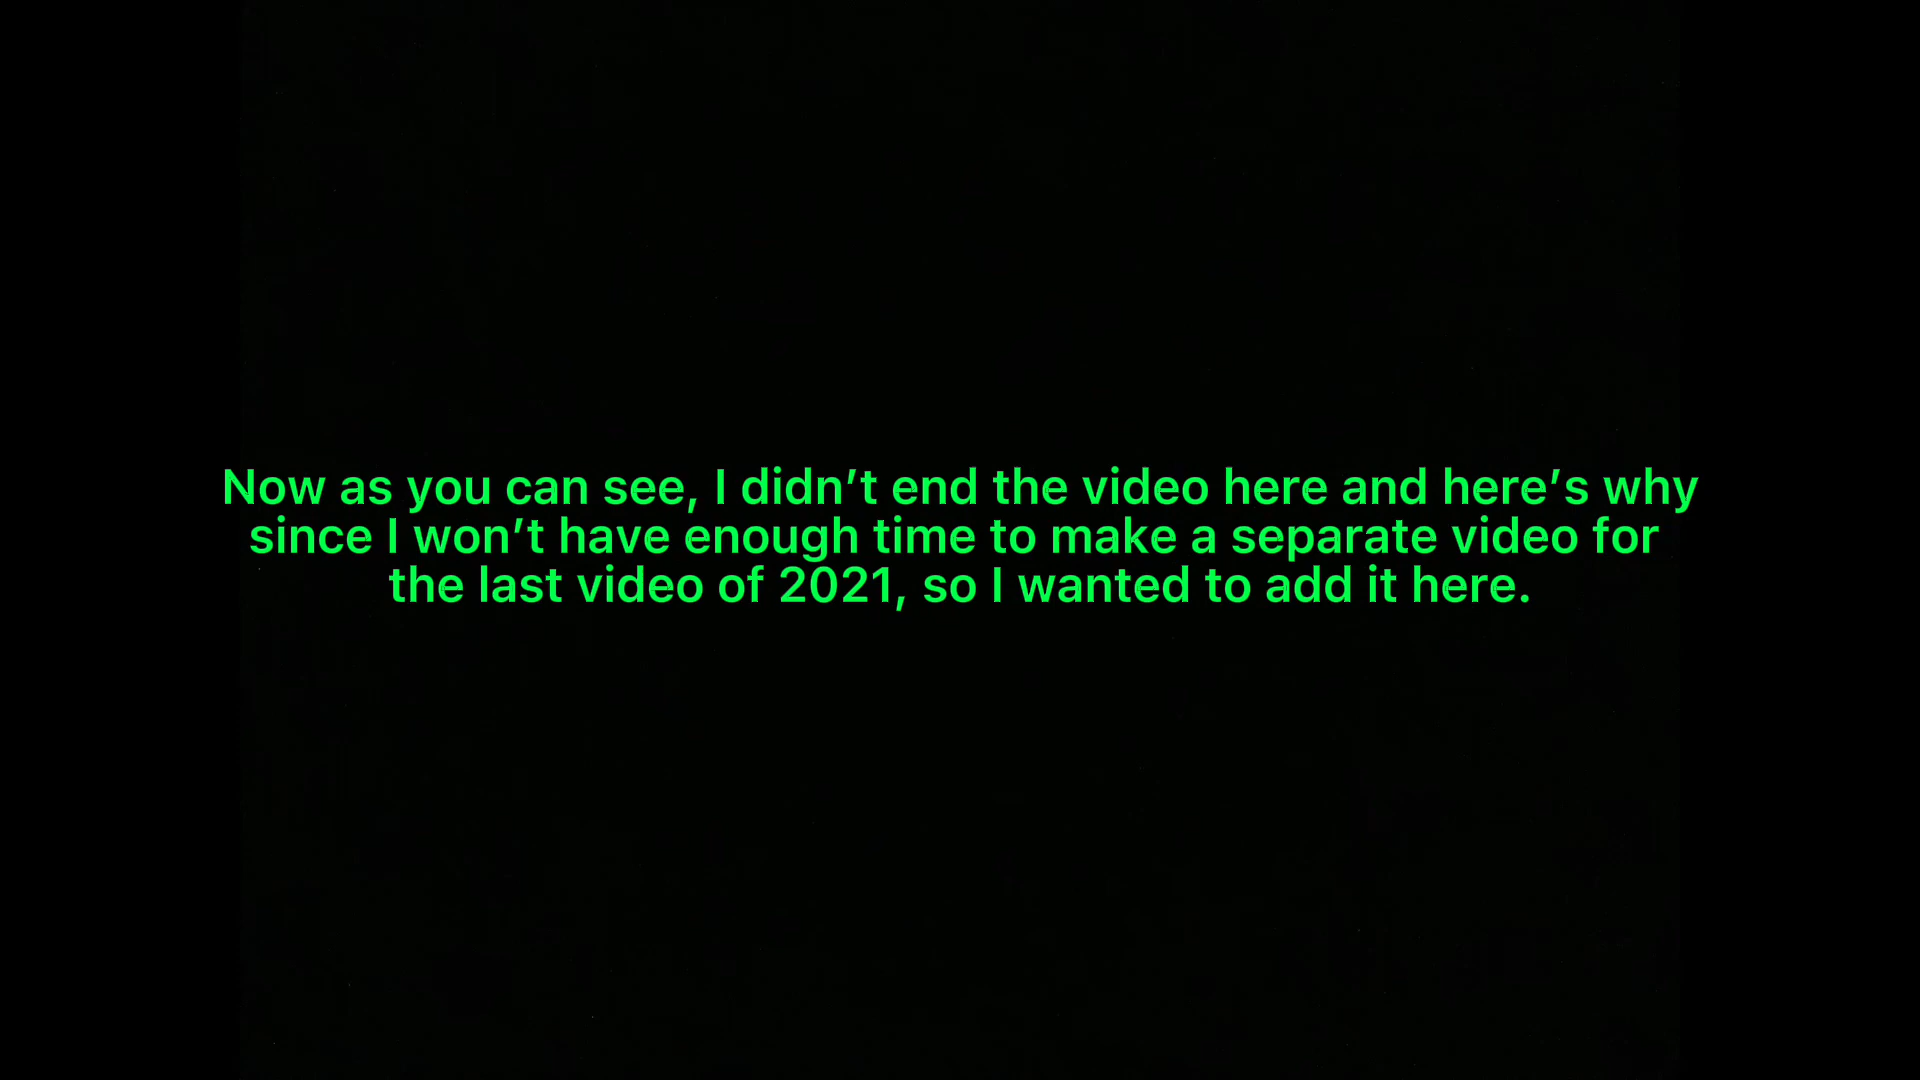 Now as you can see, I didn’t end the video here and here’s why
since I won’t have enough time to make a separate video for
the last video of 2021, so I wanted to add it here.